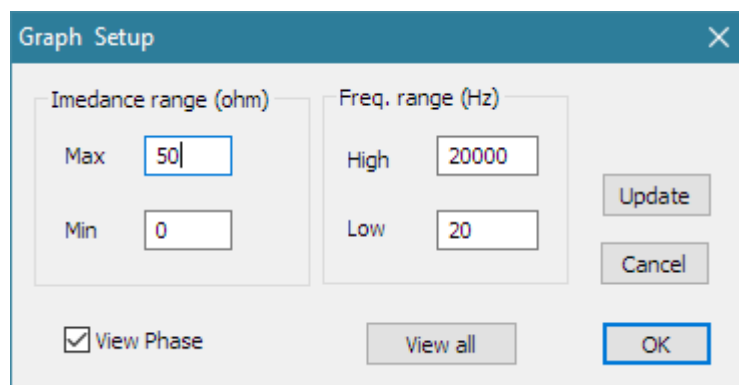 Graph Setup
Imedance range (ohm)
Max 50
Min 0
Freq. range (Hz)
High 20000
Low 20
Update
Cancel
View Phase
View all
OK